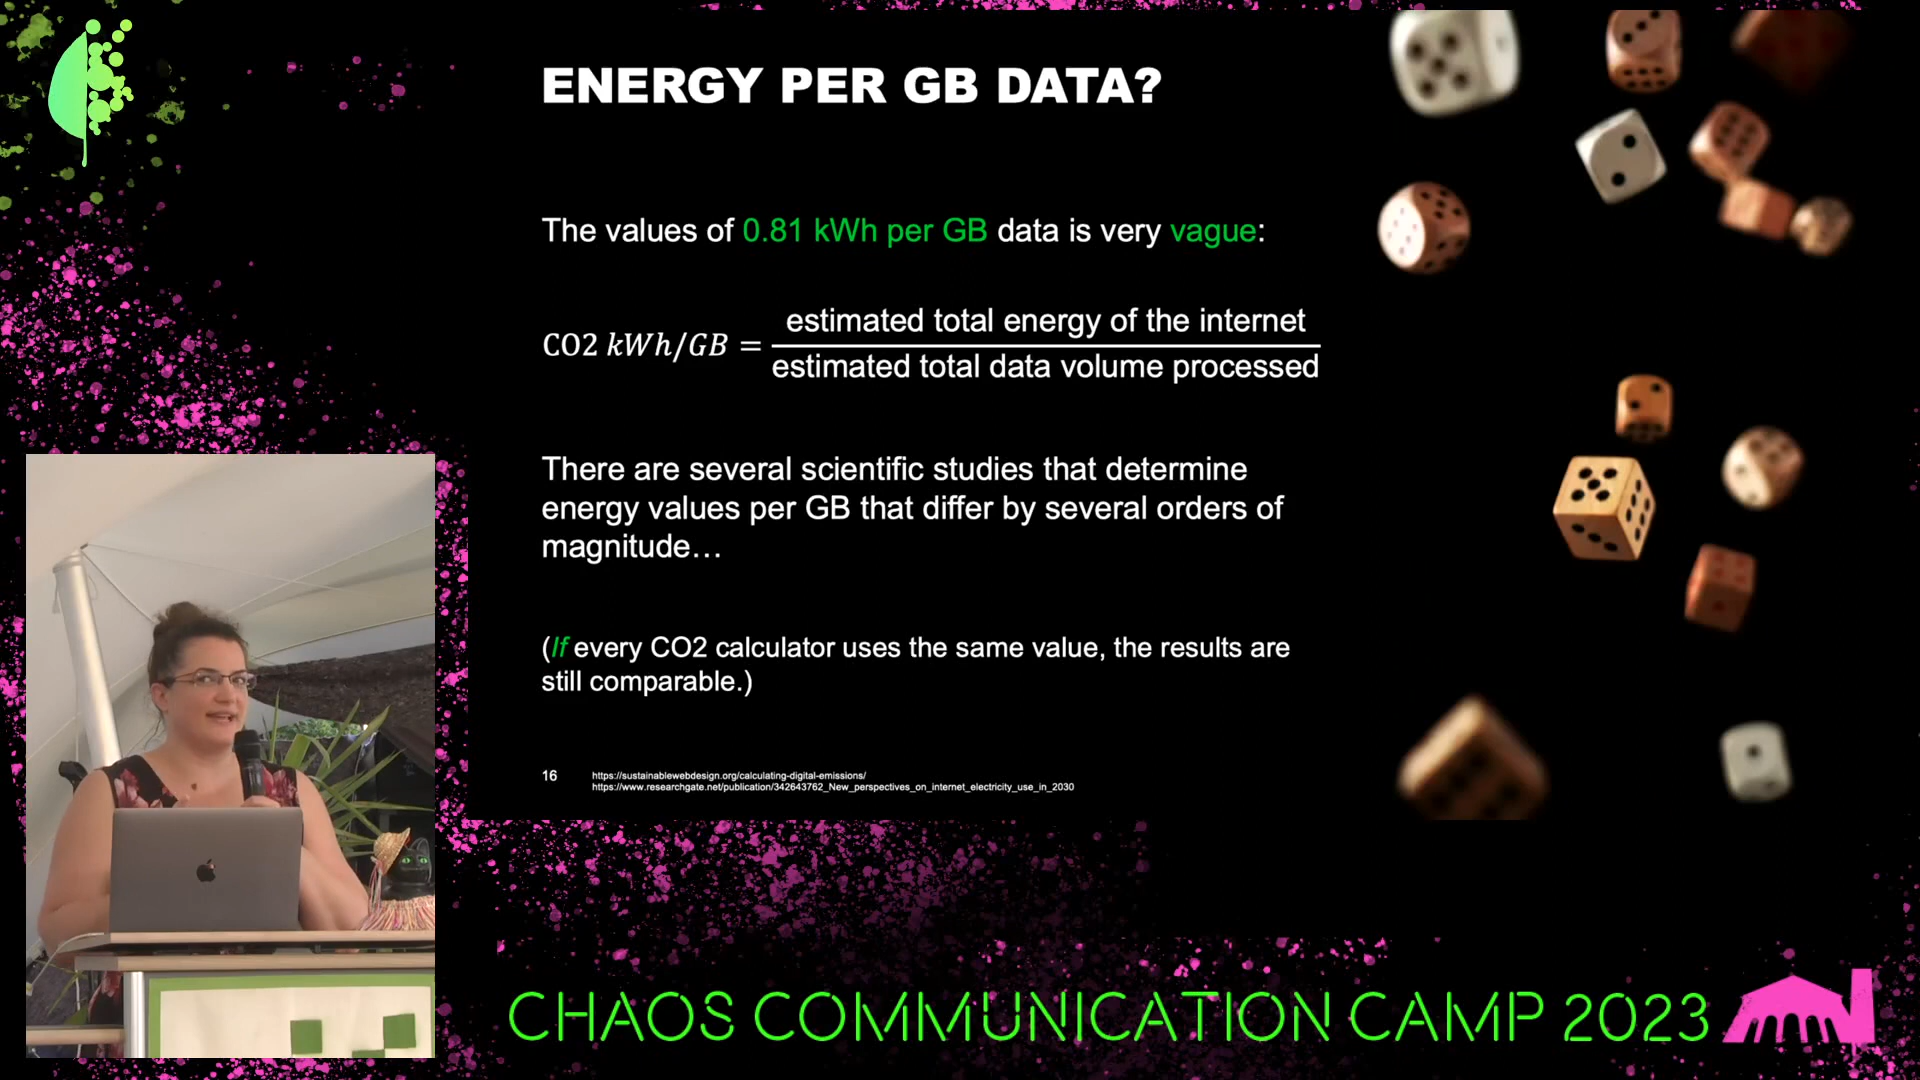 ENERGY PER GB DATA?
The values of 0.81 kWh per GB data is very vague:
CO2 kWh/GB = estimated total energy of the internet
estimated total data volume processed
There are several scientific studies that determine
energy values per GB that differ by several orders of
magnitude…
(If every CO2 calculator uses the same value, the results are
still comparable.)
16
https://sustainablewebdesign.org/calculating-digital-emissions/
https://www.researchgate.net/publication/342643762_New_perspectives_on_internet_electricity_use_in_2030
CHAOS COMMUNICATION CAMP 2023